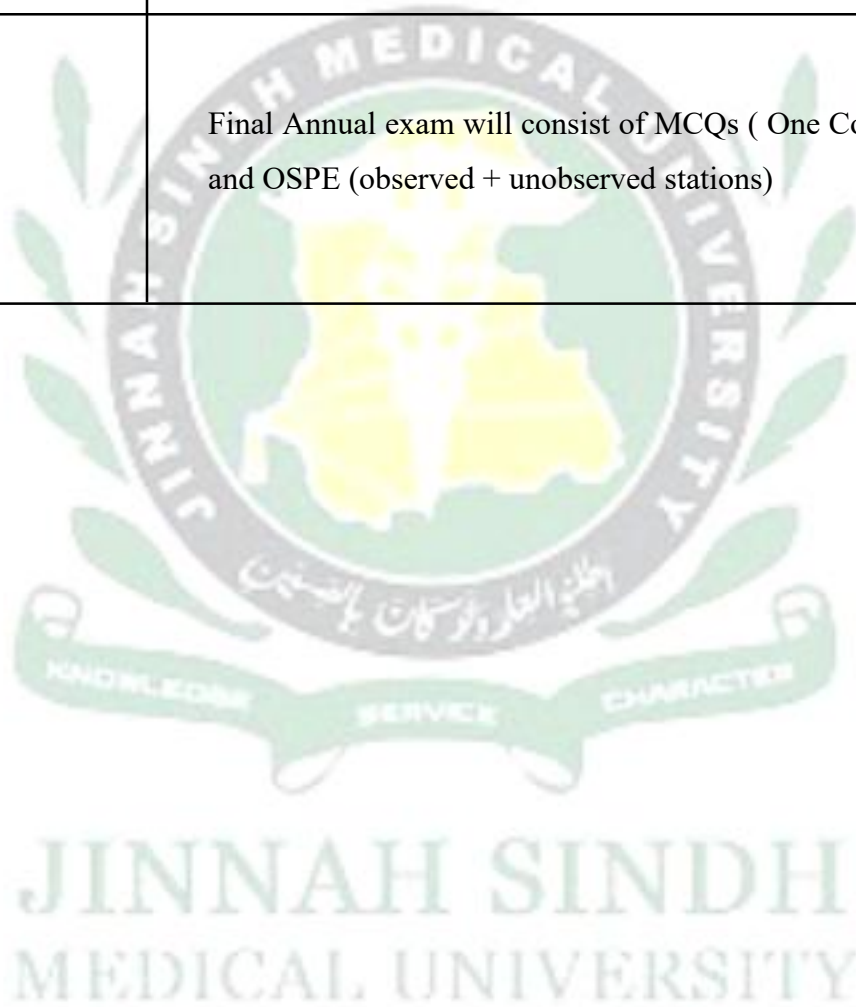 Final Annual exam will consist of MCQs ( One Co
and OSPE (observed + unobserved stations)
JINNAH SINDH MEDICAL UNIVERSITY
KNOWLEDGE SERVICE CHARACTER
JINNAH SINDH
MEDICAL UNIVERSITY